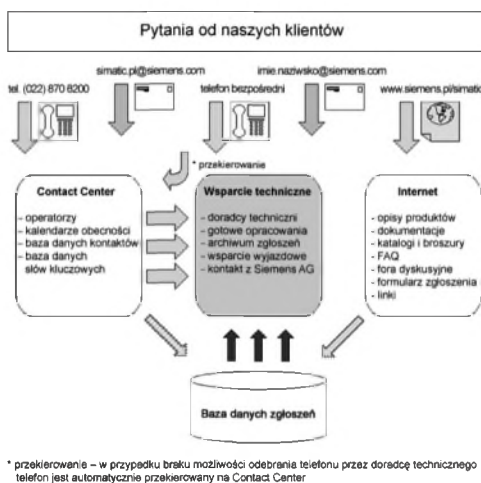 Pytania od naszych klientów
simatic.pl@siemens.com
imie.naziwsko@siemens.com
tel. (022) 870 8200
telefon bezpośredni
www.siemens.pl/simatic
* przekierowanie
Contact Center
– operatorzy
– kalendarze obecności
– baza danych kontaktów
– baza danych
słów kluczowych
Wsparcie techniczne
- doradcy techniczni
- gotowe opracowania
- archiwum zgłoszeń
- wsparcie wyjazdowe
- kontakt z Siemens AG
Internet
- opisy produktów
- dokumentacje
- katalogi i broszury
- FAQ
- fora dyskusyjne
- formularz zgłoszenia
- linki
Baza danych zgłoszeń
* przekierowanie – w przypadku braku możliwości odebrania telefonu przez doradcę technicznego
telefon jest automatycznie przekierowany na Contact Center